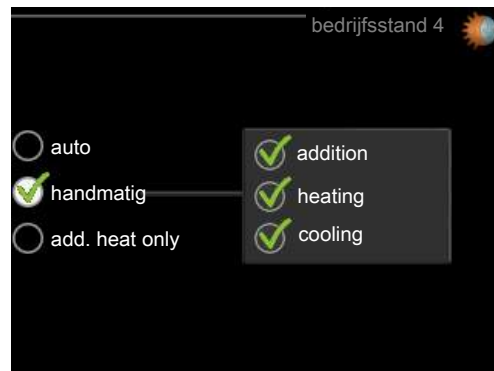 bedrijfsstand 4
auto
handmatig
add. heat only
addition
heating
cooling